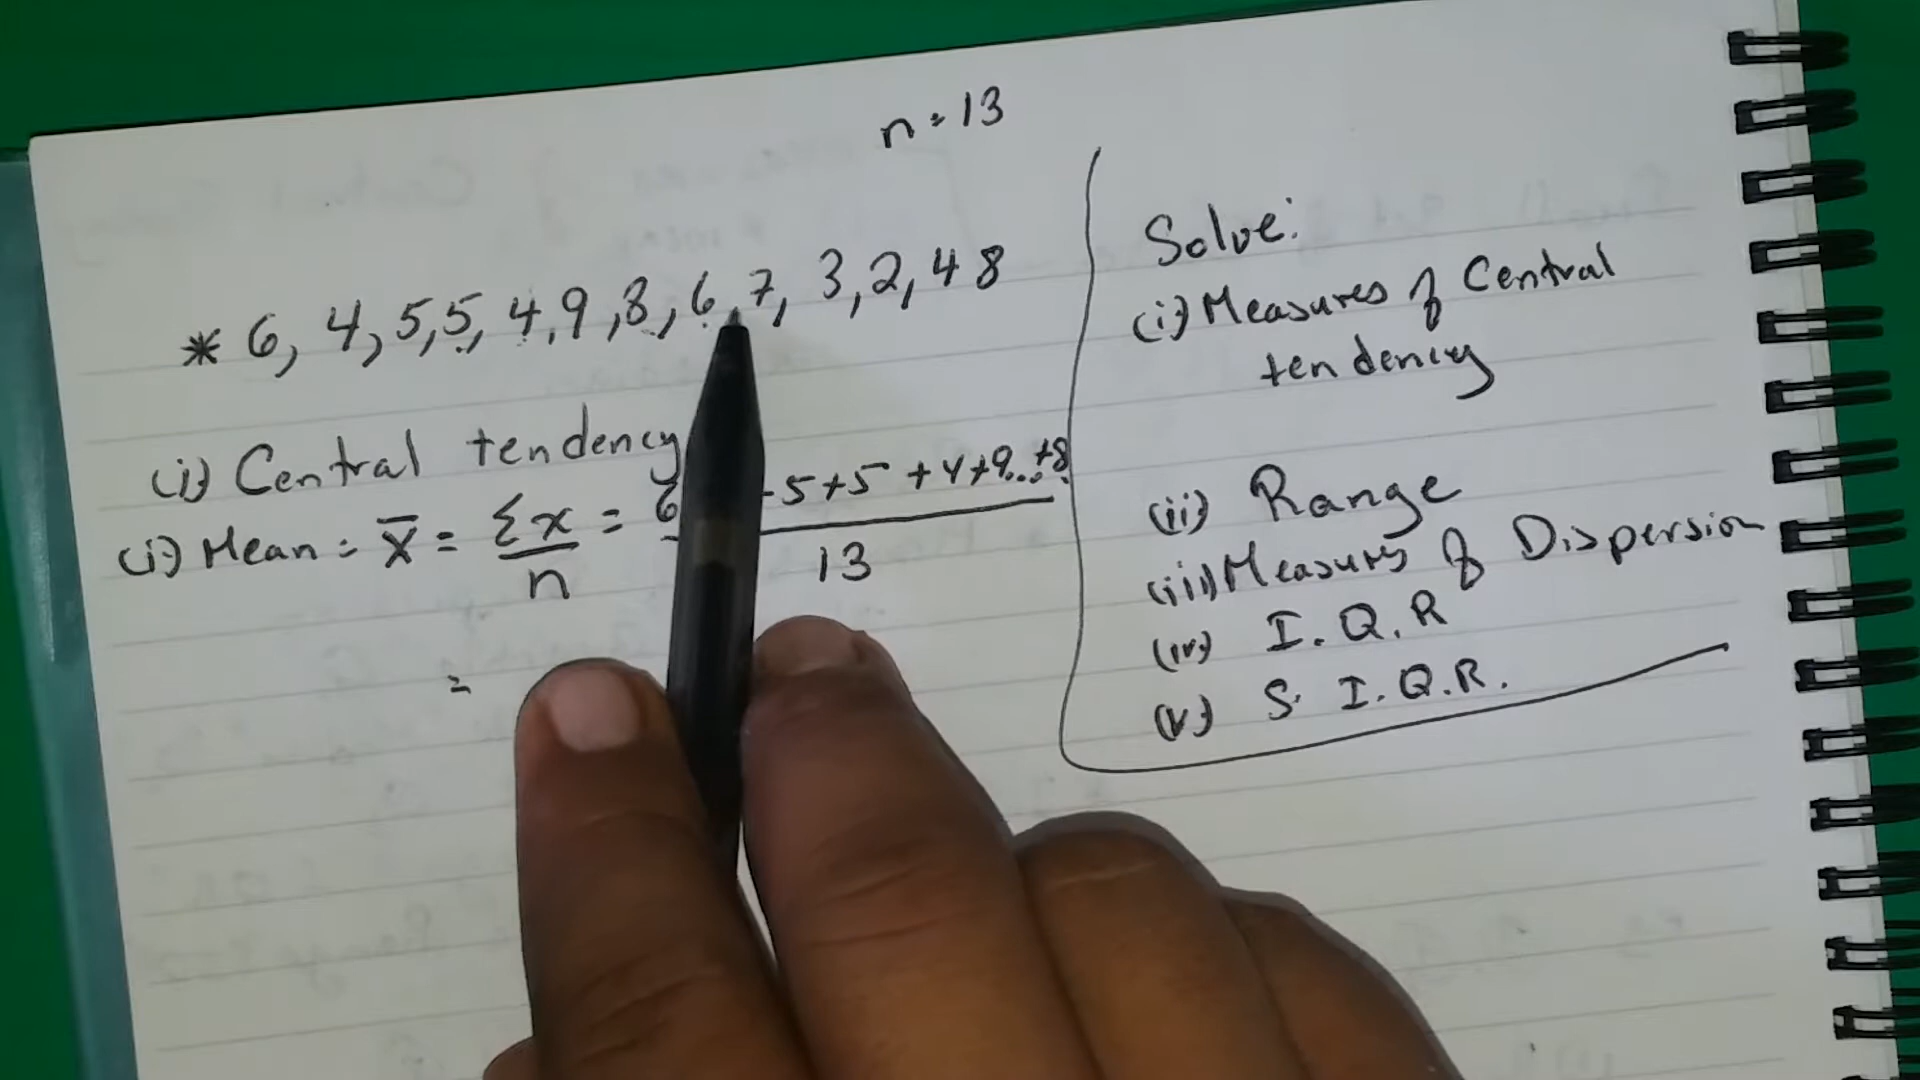 n = 13
* 6, 4, 5, 5, 4, 9, 8, 6, 7, 3, 2, 4 8
(i) Central tendency
(i) Mean = x̄ = Σx/n = 6 5+5+4+9...+8 / 13
=
Solve:
(i) Measures of Central
tendency
(ii) Range
(iii) Measures of Dispersion
(iv) I.Q.R
(v) S I.Q.R.